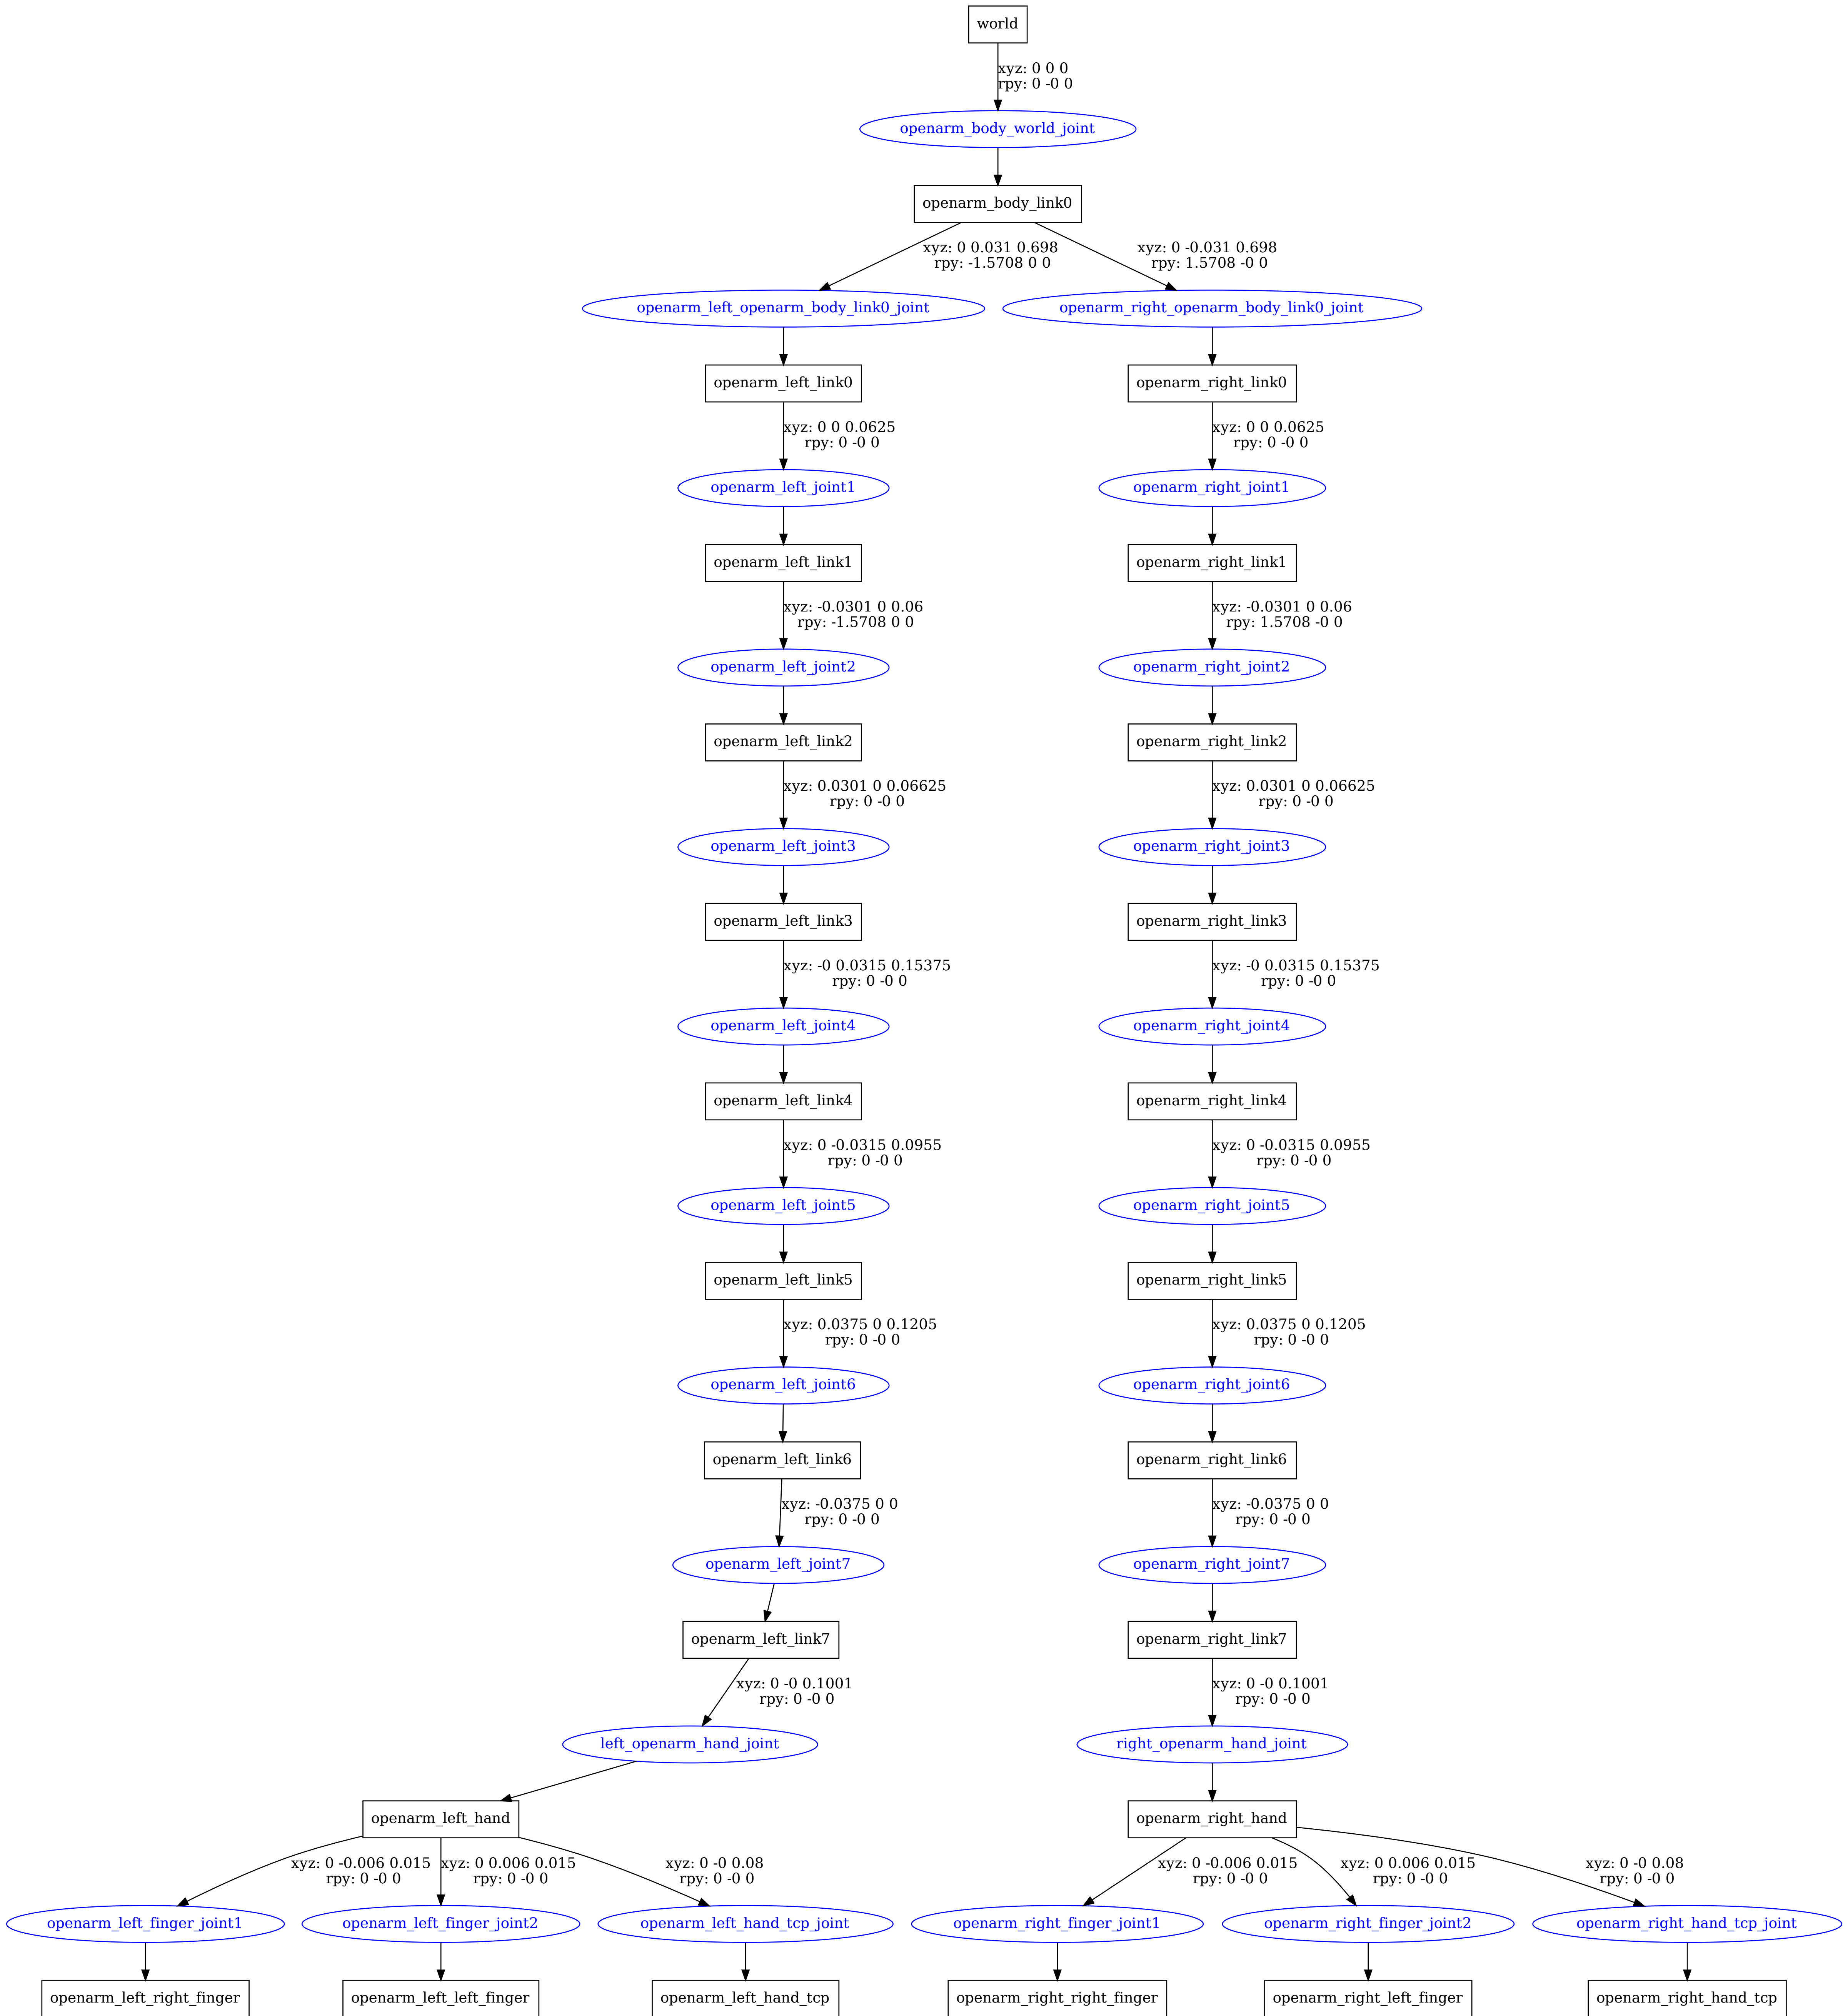 world
xyz: 0 0 0
rpy: 0 -0 0
openarm_body_world_joint
openarm_body_link0
xyz: 0 0.031 0.698
rpy: -1.5708 0 0
xyz: 0 -0.031 0.698
rpy: 1.5708 -0 0
openarm_left_openarm_body_link0_joint
openarm_right_openarm_body_link0_joint
openarm_left_link0
openarm_right_link0
xyz: 0 0 0.0625
rpy: 0 -0 0
xyz: 0 0 0.0625
rpy: 0 -0 0
openarm_left_joint1
openarm_right_joint1
openarm_left_link1
openarm_right_link1
xyz: -0.0301 0 0.06
rpy: -1.5708 0 0
xyz: -0.0301 0 0.06
rpy: 1.5708 -0 0
openarm_left_joint2
openarm_right_joint2
openarm_left_link2
openarm_right_link2
xyz: 0.0301 0 0.06625
rpy: 0 -0 0
xyz: 0.0301 0 0.06625
rpy: 0 -0 0
openarm_left_joint3
openarm_right_joint3
openarm_left_link3
openarm_right_link3
xyz: -0 0.0315 0.15375
rpy: 0 -0 0
xyz: -0 0.0315 0.15375
rpy: 0 -0 0
openarm_left_joint4
openarm_right_joint4
openarm_left_link4
openarm_right_link4
xyz: 0 -0.0315 0.0955
rpy: 0 -0 0
xyz: 0 -0.0315 0.0955
rpy: 0 -0 0
openarm_left_joint5
openarm_right_joint5
openarm_left_link5
openarm_right_link5
xyz: 0.0375 0 0.1205
rpy: 0 -0 0
xyz: 0.0375 0 0.1205
rpy: 0 -0 0
openarm_left_joint6
openarm_right_joint6
openarm_left_link6
openarm_right_link6
xyz: -0.0375 0 0
rpy: 0 -0 0
xyz: -0.0375 0 0
rpy: 0 -0 0
openarm_left_joint7
openarm_right_joint7
openarm_left_link7
openarm_right_link7
xyz: 0 -0 0.1001
rpy: 0 -0 0
xyz: 0 -0 0.1001
rpy: 0 -0 0
left_openarm_hand_joint
right_openarm_hand_joint
openarm_left_hand
openarm_right_hand
xyz: 0 -0.006 0.015
rpy: 0 -0 0
xyz: 0 0.006 0.015
rpy: 0 -0 0
xyz: 0 -0 0.08
rpy: 0 -0 0
xyz: 0 -0.006 0.015
rpy: 0 -0 0
xyz: 0 0.006 0.015
rpy: 0 -0 0
xyz: 0 -0 0.08
rpy: 0 -0 0
openarm_left_finger_joint1
openarm_left_finger_joint2
openarm_left_hand_tcp_joint
openarm_right_finger_joint1
openarm_right_finger_joint2
openarm_right_hand_tcp_joint
openarm_left_right_finger
openarm_left_left_finger
openarm_left_hand_tcp
openarm_right_right_finger
openarm_right_left_finger
openarm_right_hand_tcp